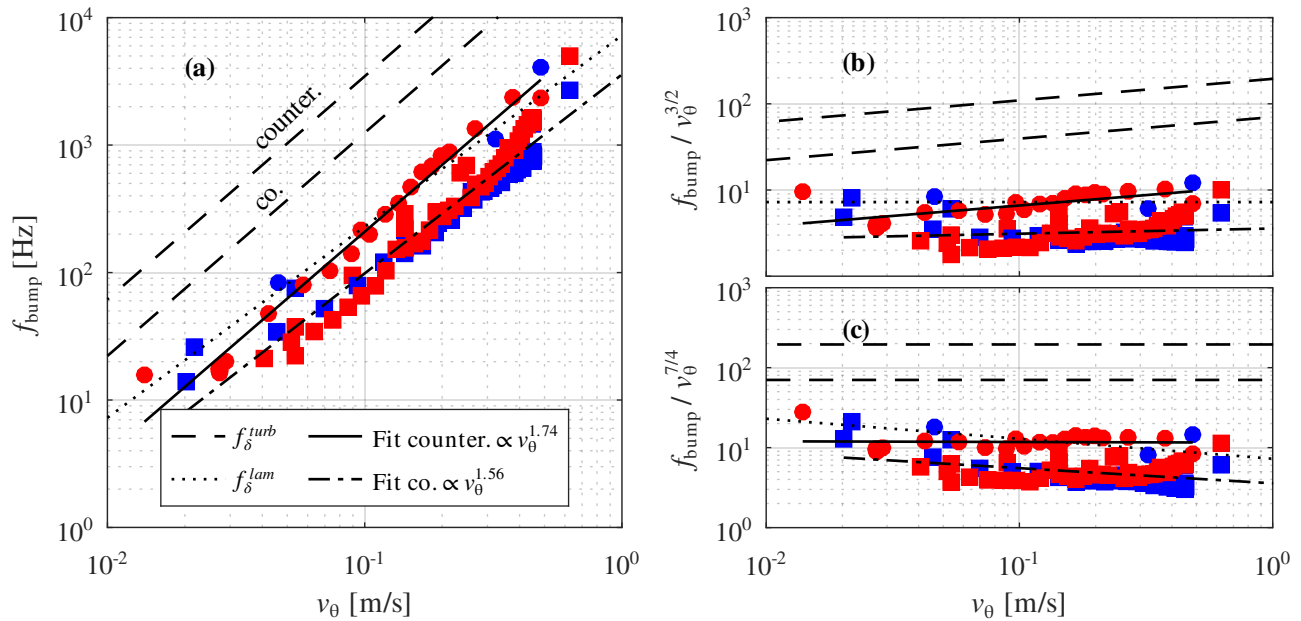 (a)
counter.
co.
10^4
10^3
10^2
10^1
10^0
f_bump [Hz]
f_δ^turb
Fit counter. ∝ v_θ^1.74
f_δ^lam
Fit co. ∝ v_θ^1.56
10^-2
10^-1
10^0
v_θ [m/s]
(b)
10^3
10^2
10^1
10^0
f_bump / v_θ^3/2
(c)
10^3
10^2
10^1
10^0
f_bump / v_θ^7/4
10^-2
10^-1
10^0
v_θ [m/s]